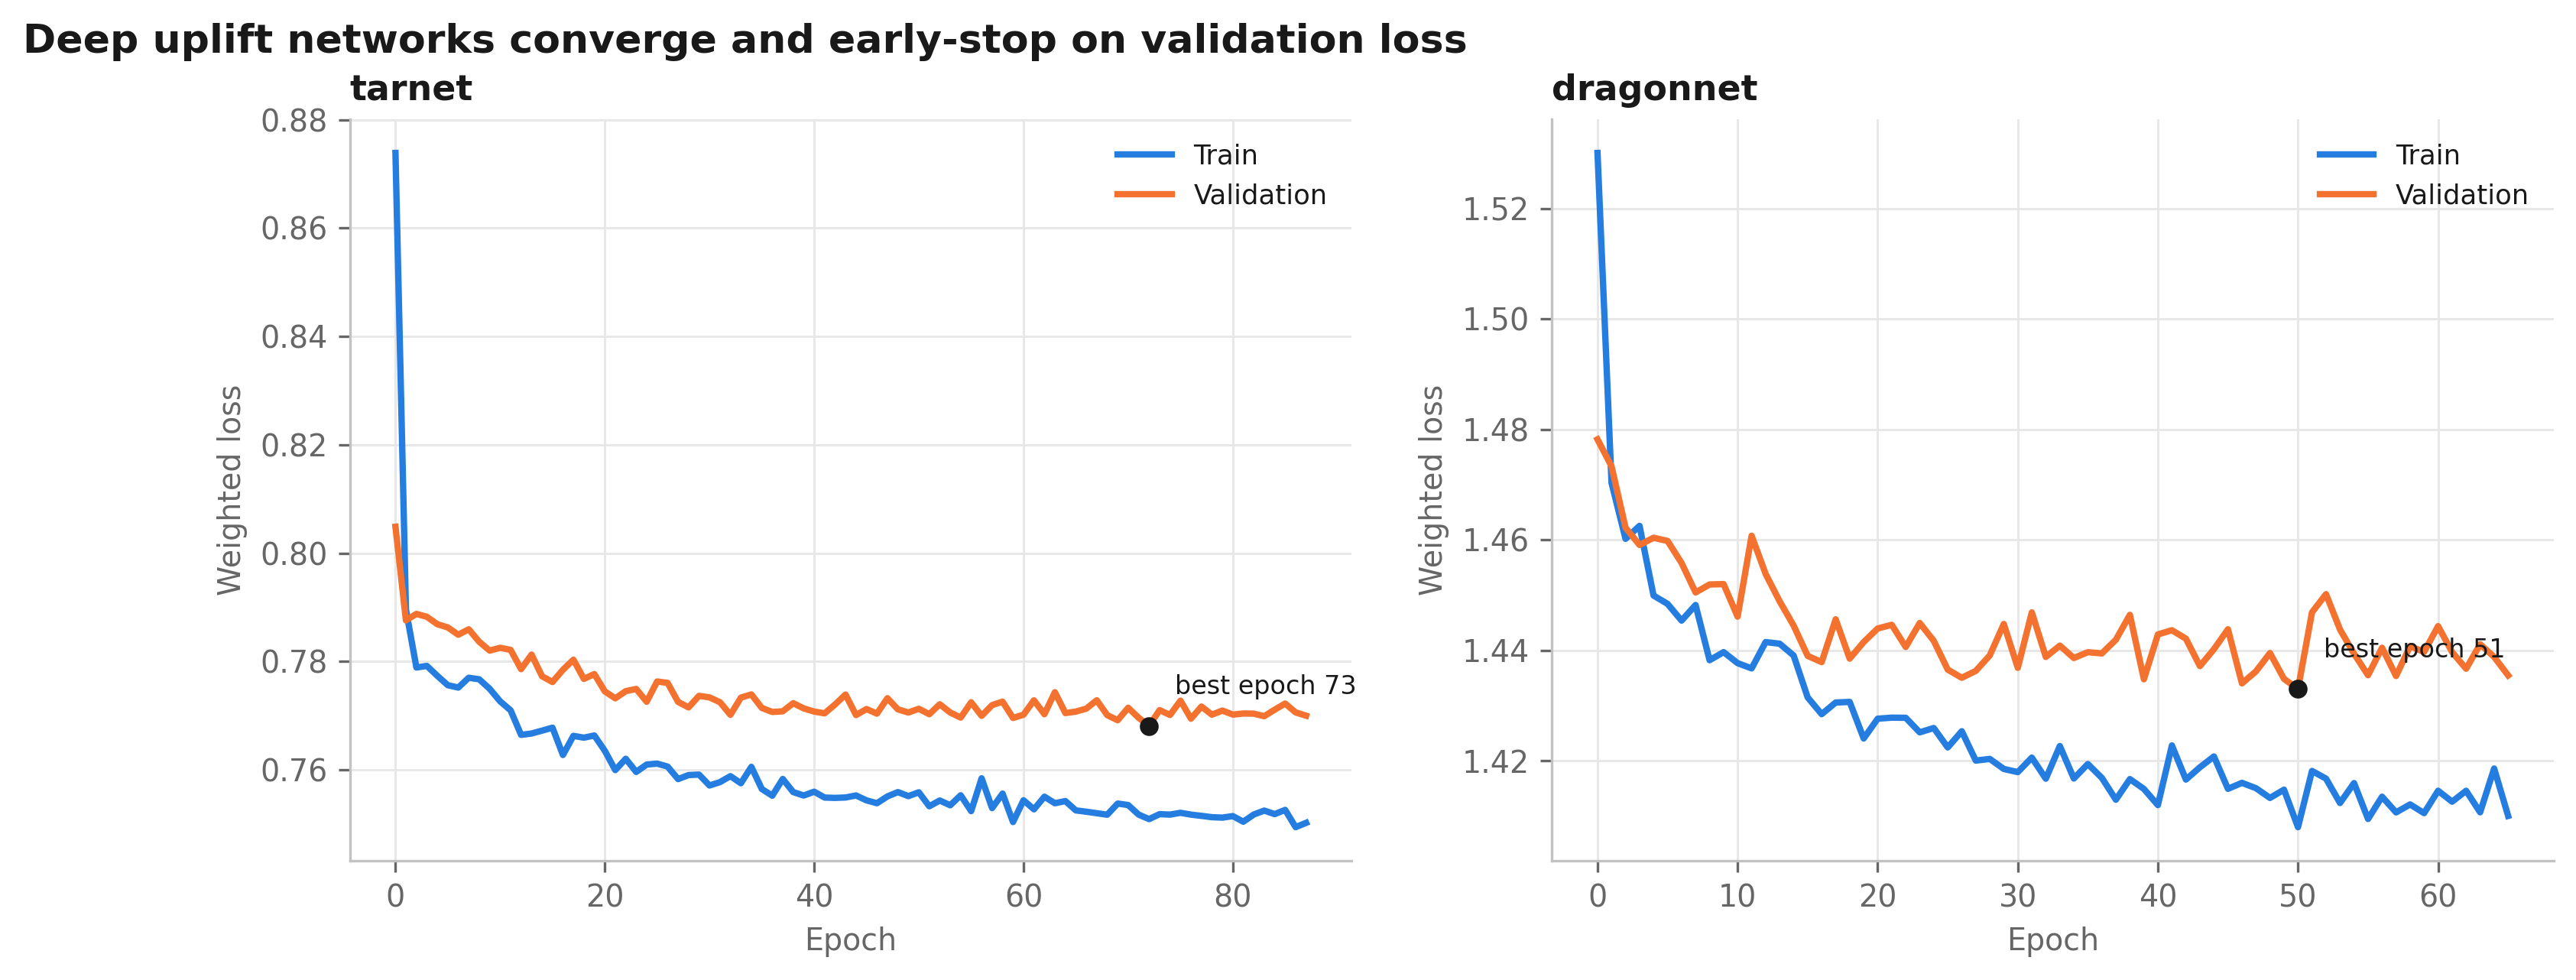 Deep uplift networks converge and early-stop on validation loss
tarnet
0.88
0.86
0.84
0.82
0.80
0.78
0.76
Weighted loss
Train
Validation
best epoch 73
0
20
40
60
80
Epoch
dragonnet
1.52
1.50
1.48
1.46
1.44
1.42
Weighted loss
Train
Validation
best epoch 51
0
10
20
30
40
50
60
Epoch